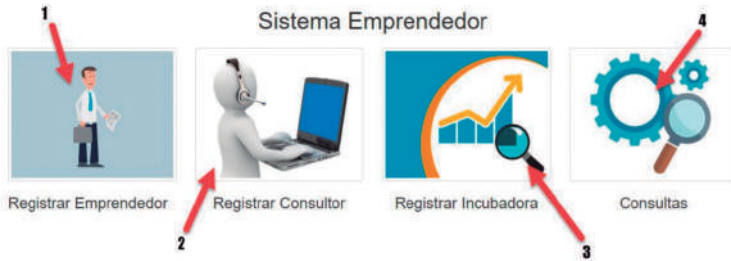 1
Sistema Emprendedor
4
Registrar Emprendedor
Registrar Consultor
Registrar Incubadora
Consultas
2
3